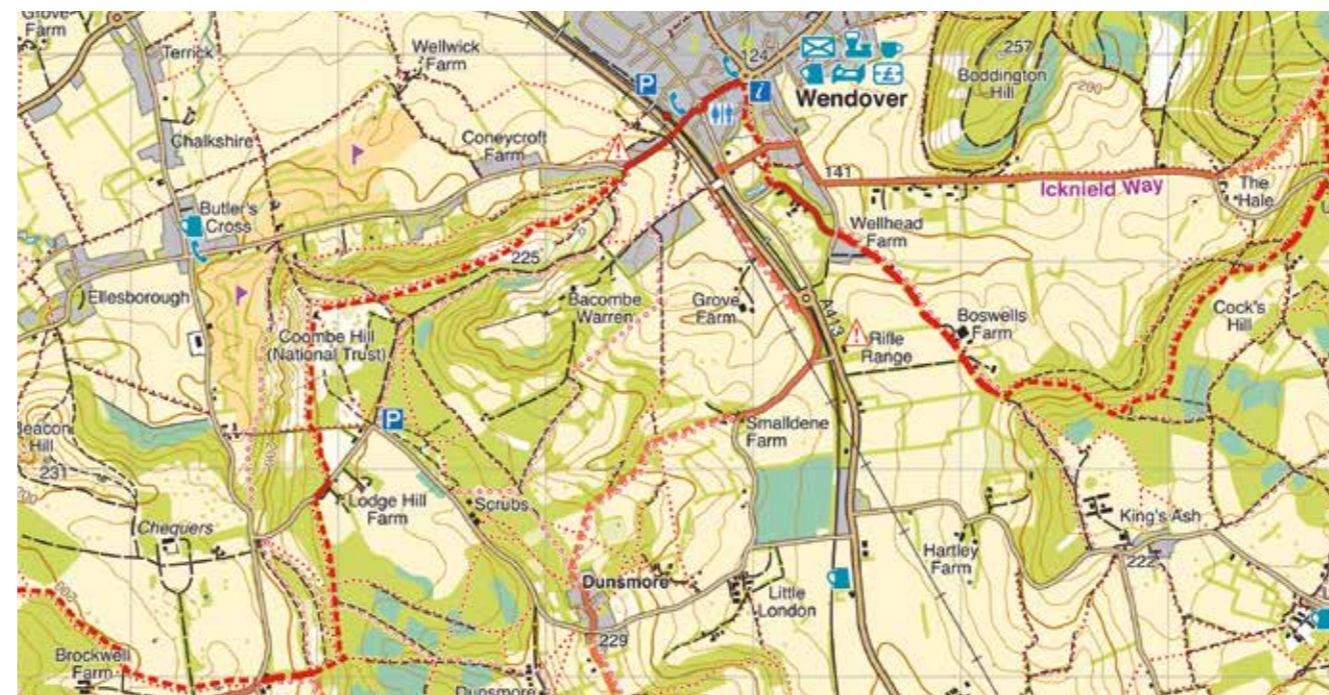 Grove
Farm
Terrick
Wellwick
Farm
124
257
Boddington
Hill
200
P
i
£
Wendover
Chalkshire
Coneycroft
Farm
141
Icknield Way
The
Hale
Butler's
Cross
Wellhead
Farm
225
Ellesborough
Bacombe
Warren
Grove
Farm
A413
Cock's
Hill
Coombe Hill
(National Trust)
Boswells
Farm
Rifle
Range
P
Beacon
Hill
231
200
Smalldene
Farm
200
Lodge Hill
Farm
Scrubs
Chequers
King's Ash
222
Hartley
Farm
Dunsmore
Little
London
200
229
Brockwell
Farm
Dunsmore